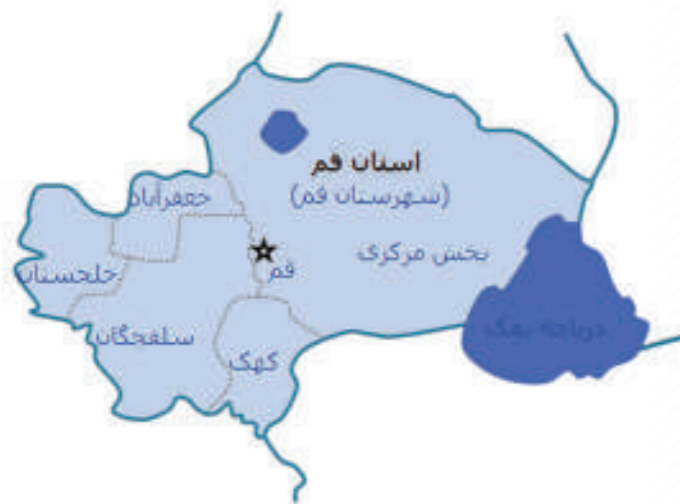 استان قم
(شهرستان قم)
جعفرآباد
بخش مرکزی
قم
خلجستان
سلفچگان
کهک
دریاچه نمک